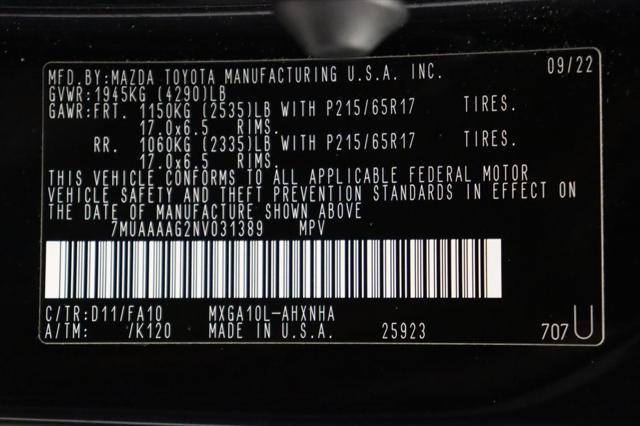 MFD.BY:MAZDA TOYOTA MANUFACTURING U.S.A. INC. 09/22
GVWR:1945KG (4290)LB
GAWR:FRT. 1150KG (2535)LB WITH P215/65R17 TIRES.
17.0x6.5 RIMS.
RR. 1060KG (2335)LB WITH P215/65R17 TIRES.
17.0x6.5 RIMS.
THIS VEHICLE CONFORMS TO ALL APPLICABLE FEDERAL MOTOR
VEHICLE SAFETY AND THEFT PREVENTION STANDARDS IN EFFECT ON
THE DATE OF MANUFACTURE SHOWN ABOVE
7MUAAAAG2NV031389 MPV
C/TR:D11/FA10 MXGA10L-AHXNHA
A/TM: /K120 MADE IN U.S.A. 25923 707U